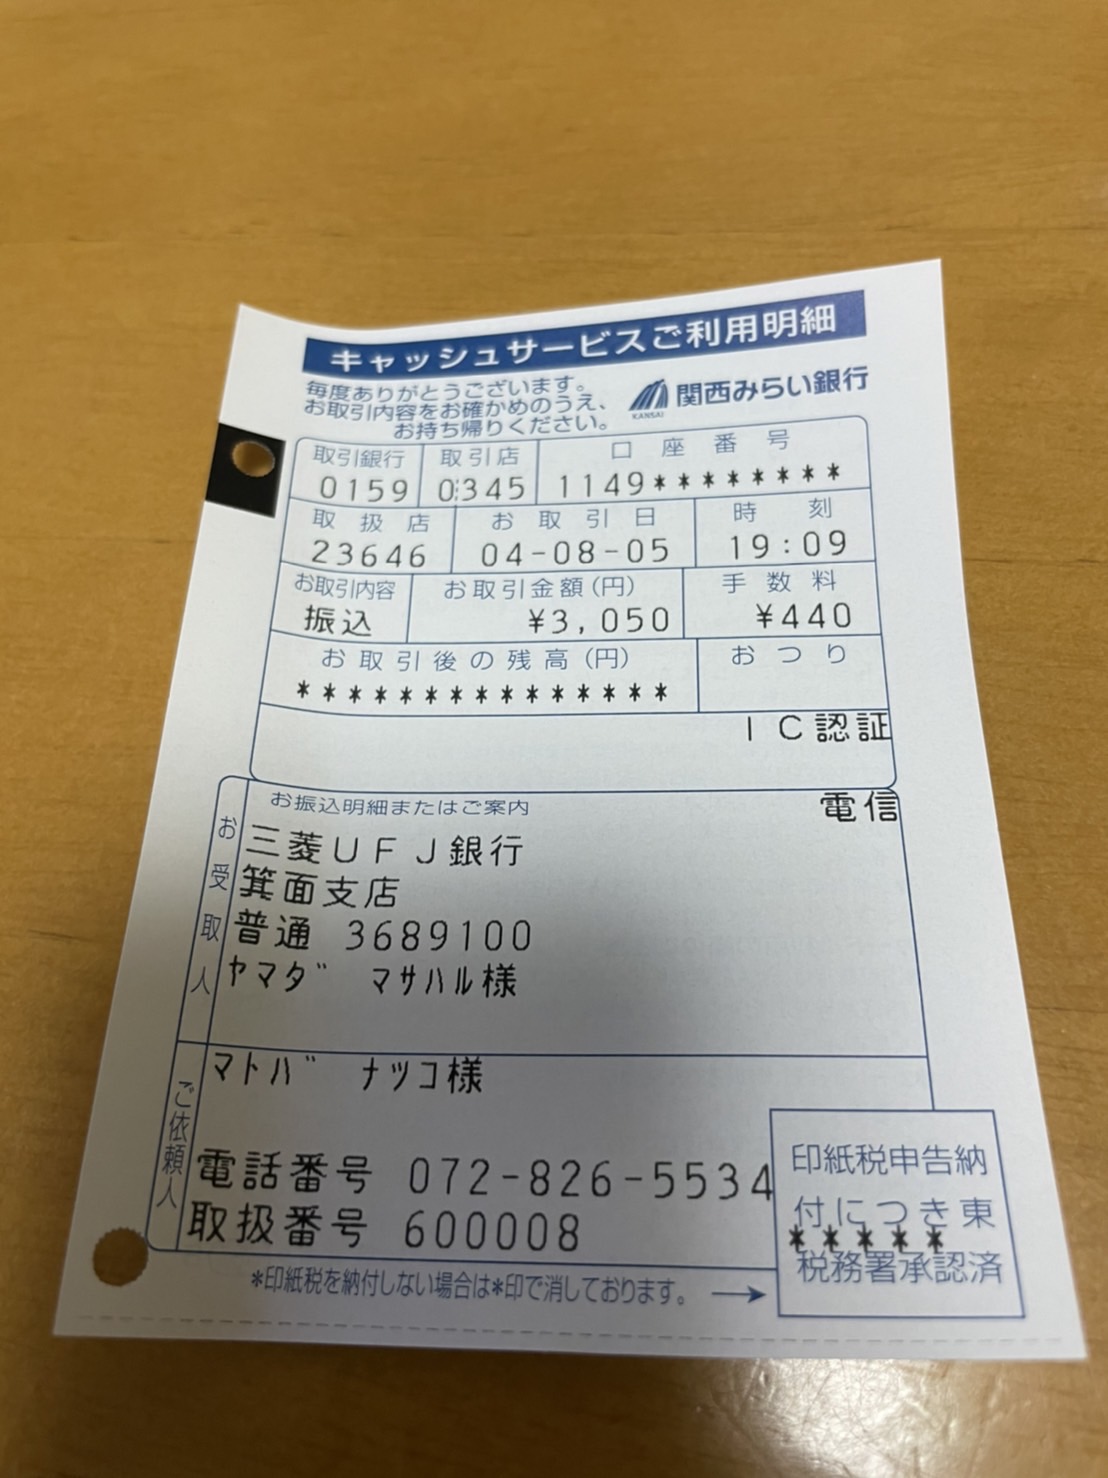 キャッシュサービスご利用明細
毎度ありがとうございます。
お取引内容をお確かめのうえ、
お持ち帰りください。
KANSAI 関西みらい銀行
取引銀行 取引店 口座番号
0159 0345 1149********
取扱店 お取引日 時刻
23646 04-08-05 19:09
お取引内容 お取引金額(円) 手数料
振込 ¥3,050 ¥440
お取引後の残高(円) おつり
***************
IC認証
お振込明細またはご案内 電信
お受取人
三菱UFJ銀行
箕面支店
普通 3689100
ヤマダ マサハル様
ご依頼人
マトバ ナツコ様
電話番号 072-826-5534
取扱番号 600008
印紙税申告納
付につき東
*****
税務署承認済
*印紙税を納付しない場合は*印で消しております。 →